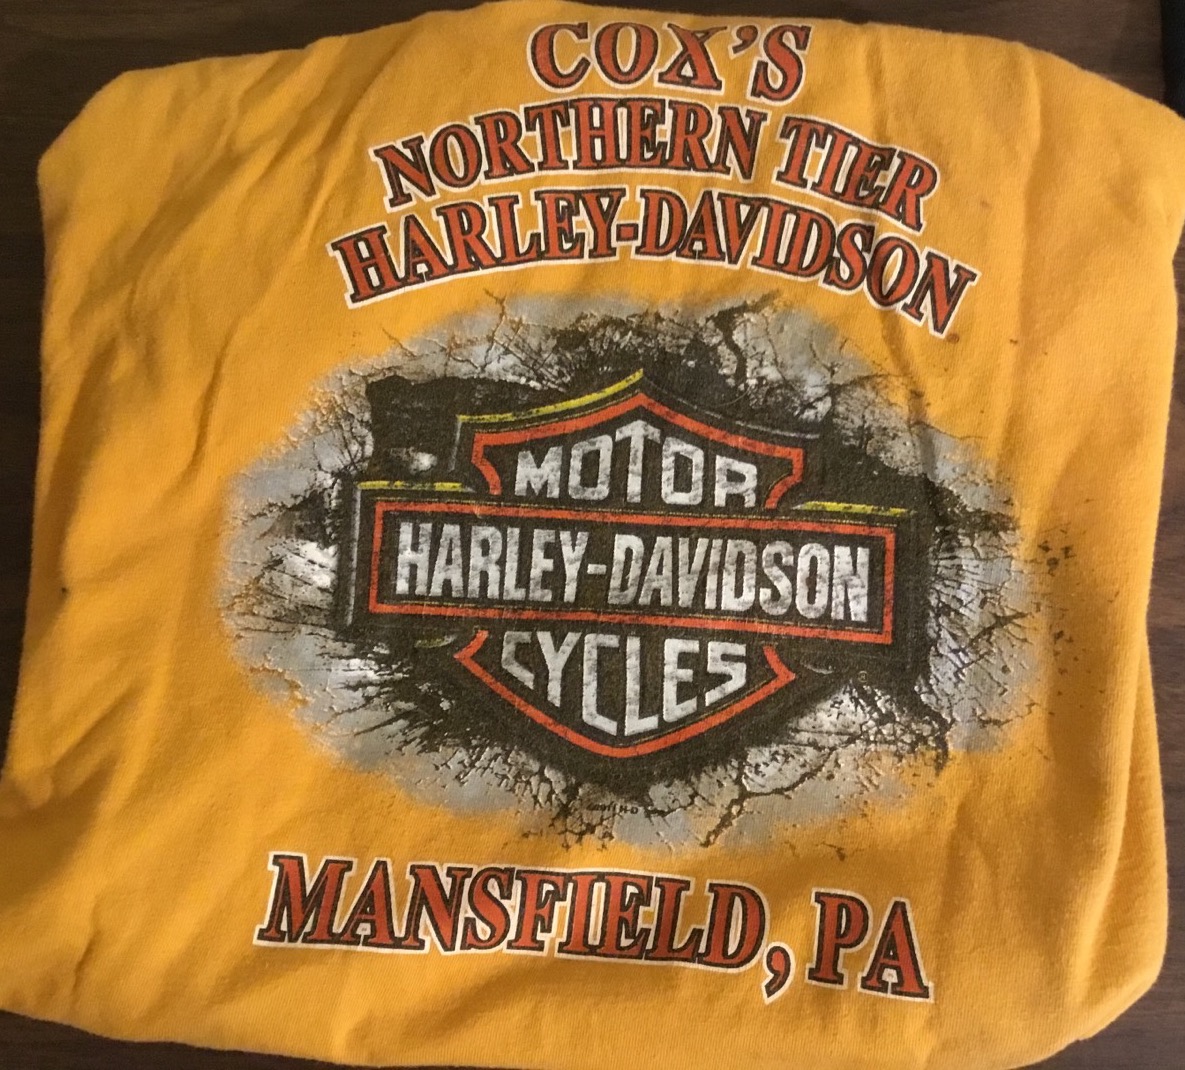 COX'S
NORTHERN TIER
HARLEY-DAVIDSON
MOTOR
HARLEY-DAVIDSON
CYCLES
MANSFIELD, PA